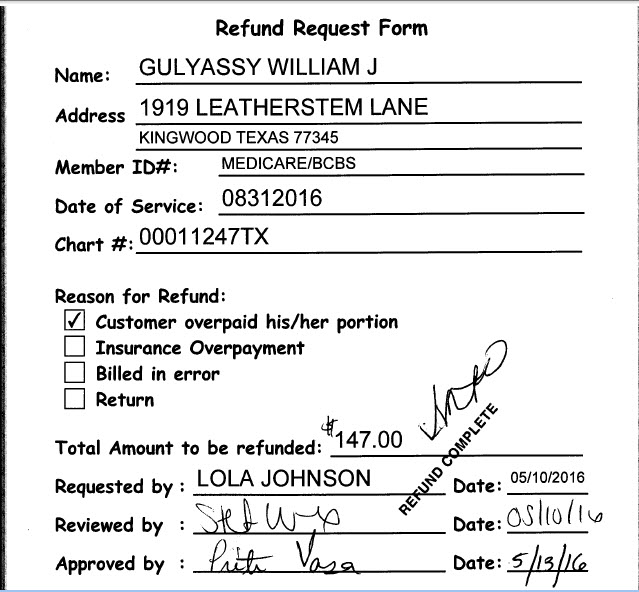 Refund Request Form
Name: GULYASSY WILLIAM J
Address 1919 LEATHERSTEM LANE
KINGWOOD TEXAS 77345
Member ID#: MEDICARE/BCBS
Date of Service: 08312016
Chart #: 00011247TX
Reason for Refund:
✓ Customer overpaid his/her portion
Insurance Overpayment
Billed in error
Return
Total Amount to be refunded: $147.00
REFUND COMPLETE
Requested by : LOLA JOHNSON Date: 05/10/2016
Reviewed by : Date: 05/10/16
Approved by : Priti Vasa Date: 5/13/16